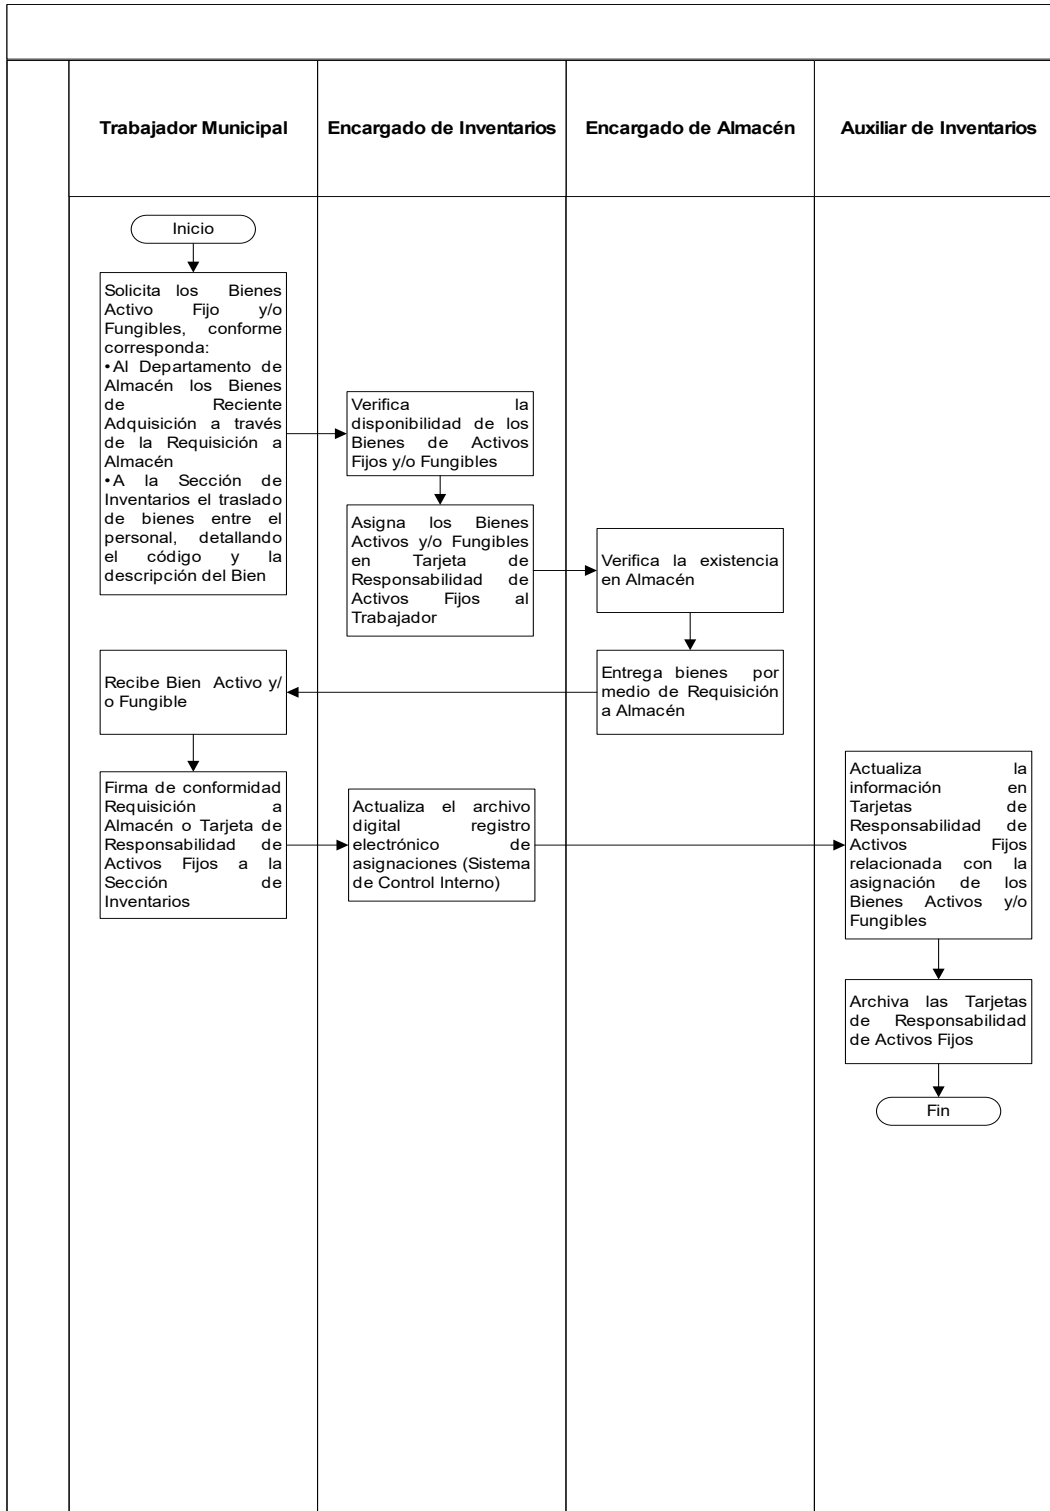 Trabajador Municipal
Encargado de Inventarios
Encargado de Almacén
Auxiliar de Inventarios
Inicio
Solicita los Bienes
Activo Fijo y/o
Fungibles, conforme
corresponda:
•Al Departamento de
Almacén los Bienes
de Reciente
Adquisición a través
de la Requisición a
Almacén
•A la Sección de
Inventarios el traslado
de bienes entre el
personal, detallando
el código y la
descripción del Bien
Verifica la
disponibilidad de los
Bienes de Activos
Fijos y/o Fungibles
Asigna los Bienes
Activos y/o Fungibles
en Tarjeta de
Responsabilidad de
Activos Fijos al
Trabajador
Verifica la existencia
en Almacén
Entrega bienes por
medio de Requisición
a Almacén
Recibe Bien Activo y/
o Fungible
Firma de conformidad
Requisición a
Almacén o Tarjeta de
Responsabilidad de
Activos Fijos a la
Sección de
Inventarios
Actualiza el archivo
digital registro
electrónico de
asignaciones (Sistema
de Control Interno)
Actualiza la
información en
Tarjetas de
Responsabilidad de
Activos Fijos
relacionada con la
asignación de los
Bienes Activos y/o
Fungibles
Archiva las Tarjetas
de Responsabilidad
de Activos Fijos
Fin